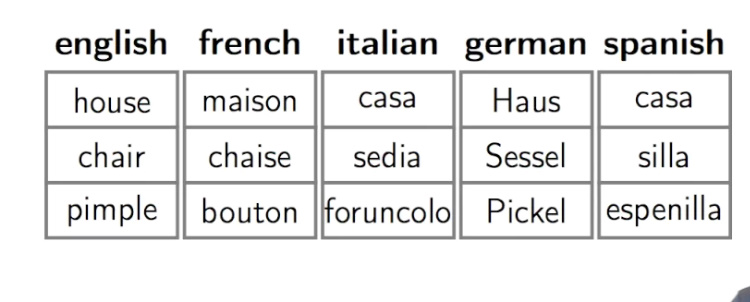 english french italian german spanish
house maison casa Haus casa
chair chaise sedia Sessel silla
pimple bouton foruncolo Pickel espenilla